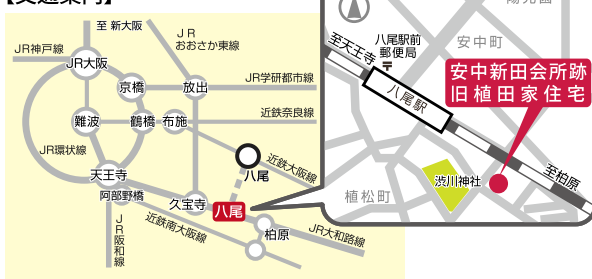 至 新大阪
JR
おおさか東線
JR神戸線
JR大阪
京橋
放出
JR学研都市線
難波
鶴橋
布施
近鉄奈良線
JR環状線
八尾
近鉄大阪線
天王寺
阿部野橋
久宝寺
八尾
JR阪和線
近鉄南大阪線
柏原
JR大和路線
安中町
八尾駅前
郵便局
至天王寺
八尾駅
安中新田会所跡
旧植田家住宅
渋川神社
至柏原
植松町